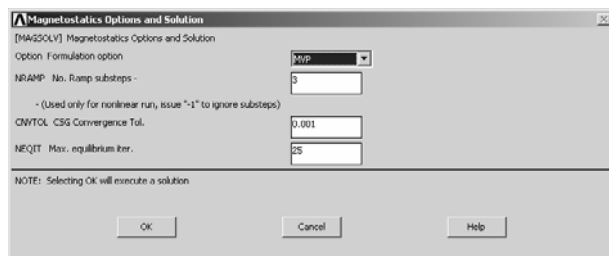 Magnetostatics Options and Solution
[MAGSOLV] Magnetostatics Options and Solution
Option Formulation option MVP
NRAMP No. Ramp substeps - 3
- (Used only for nonlinear run, issue "-1" to ignore substeps)
CNVTOL CSG Convergence Tol. 0.001
NEQIT Max. equilibrium iter. 25
NOTE: Selecting OK will execute a solution
OK Cancel Help